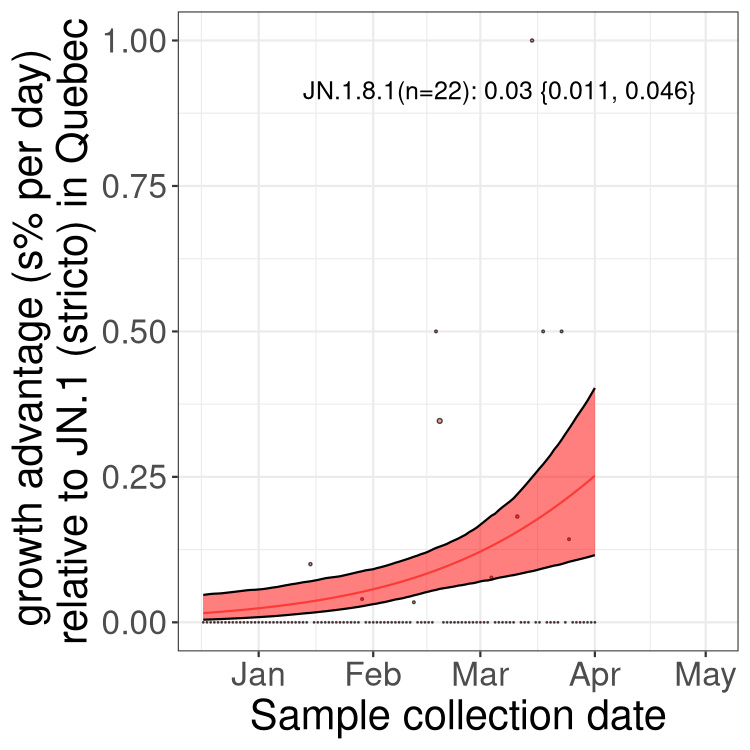 growth advantage (s% per day)
relative to JN.1 (stricto) in Quebec
1.00
0.75
0.50
0.25
0.00
JN.1.8.1(n=22): 0.03 {0.011, 0.046}
Jan Feb Mar Apr May
Sample collection date